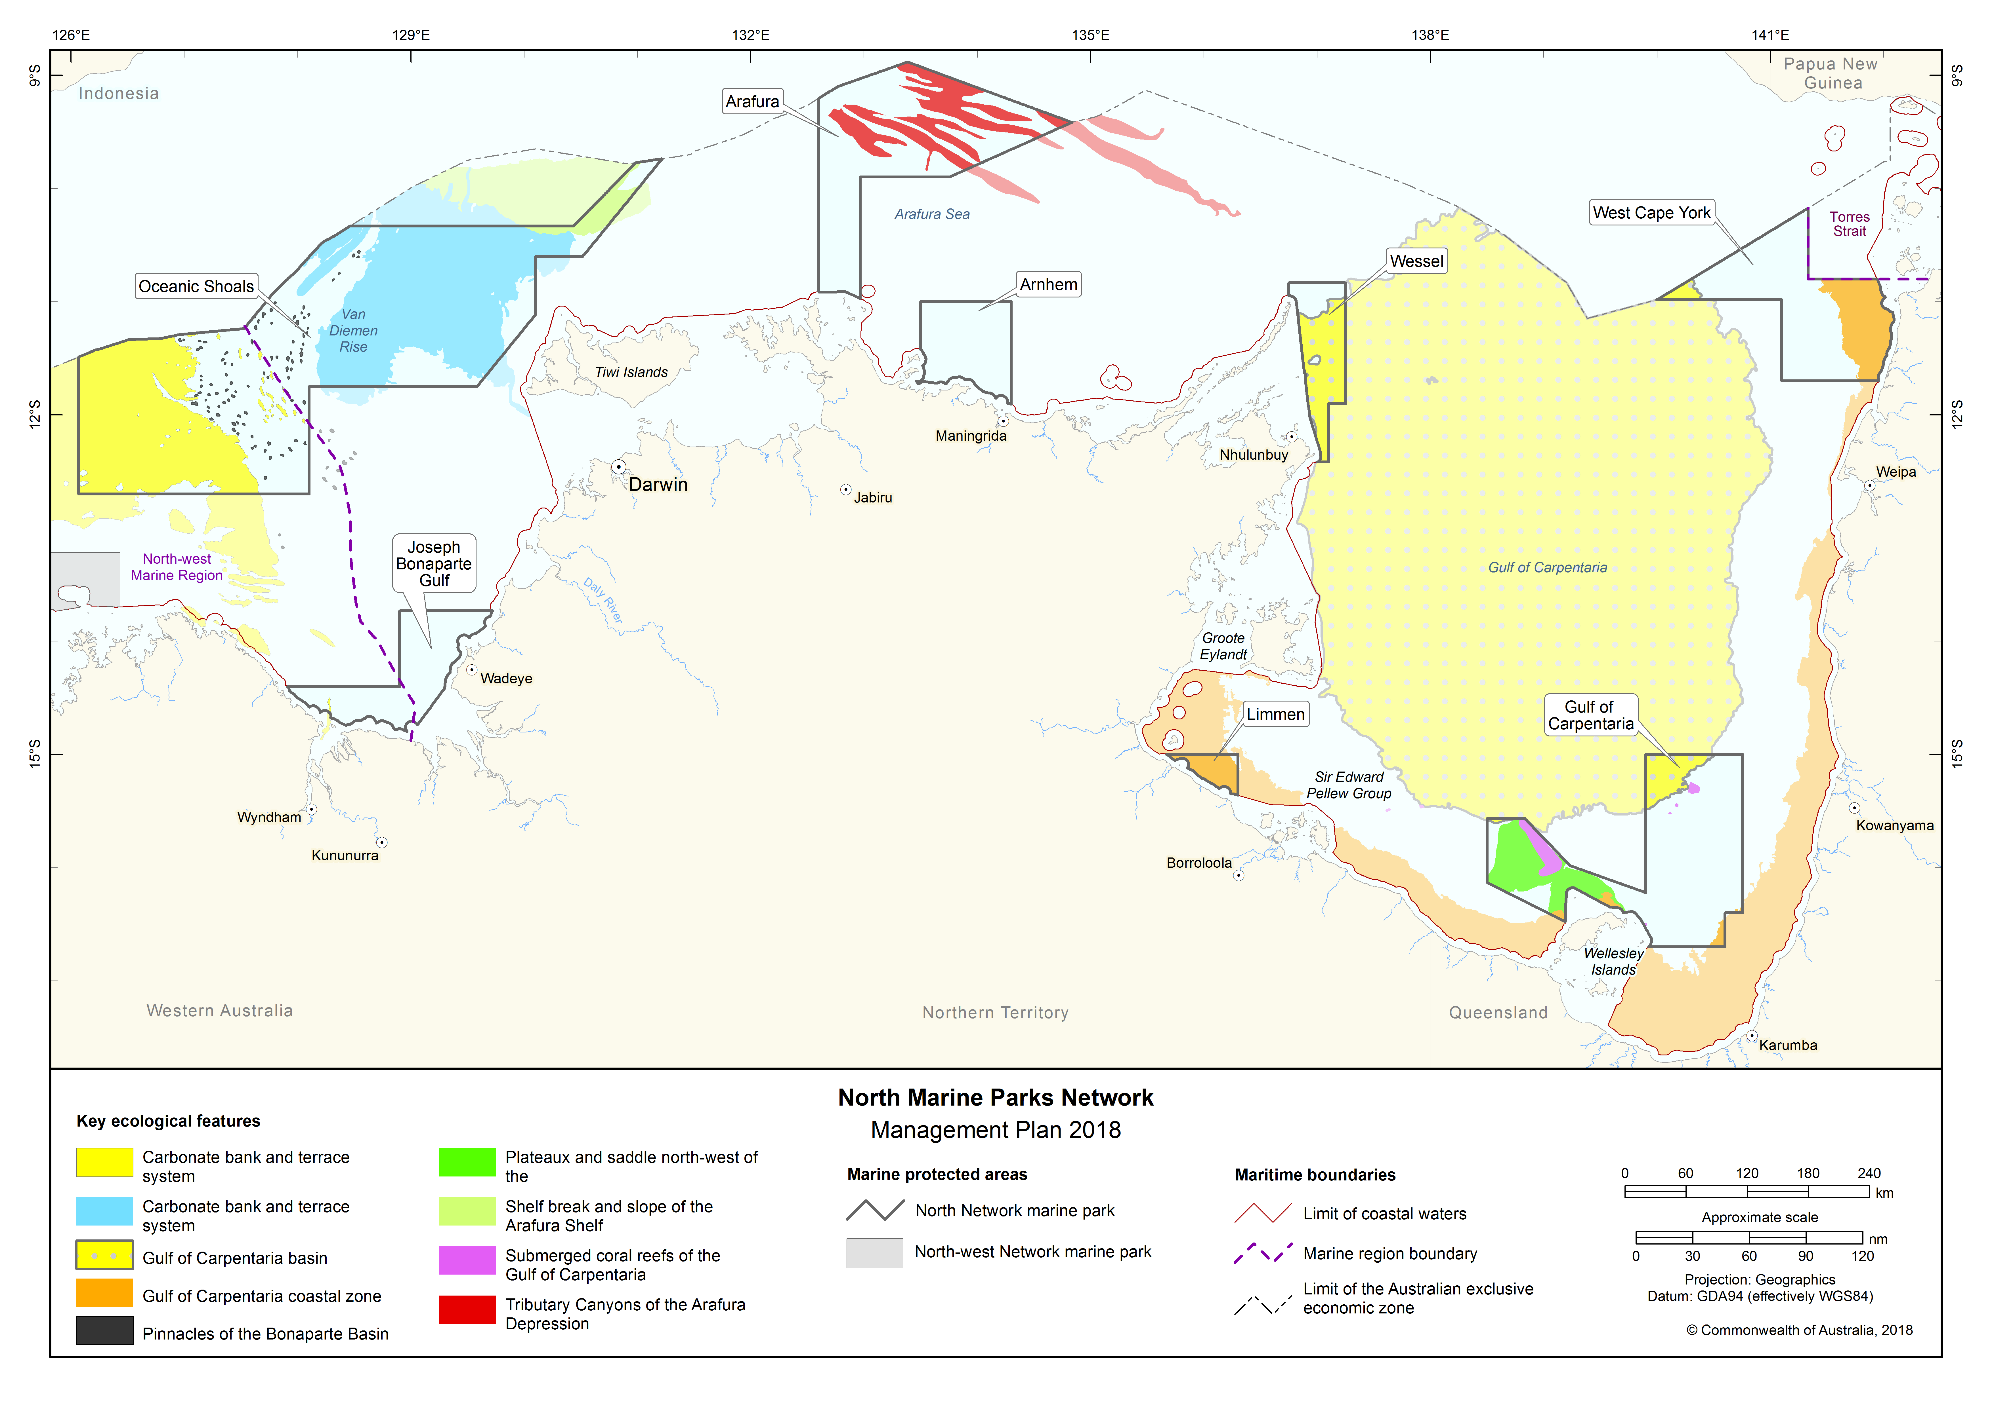 126°E
129°E
132°E
135°E
138°E
141°E
9°S
9°S
Indonesia
Papua New
Guinea
Arafura
Arafura Sea
West Cape York
Torres
Strait
Wessel
Oceanic Shoals
Arnhem
Van
Diemen
Rise
Tiwi Islands
12°S
12°S
Maningrida
Nhulunbuy
Weipa
Darwin
Jabiru
Joseph
Bonaparte
Gulf
North-west
Marine Region
Daly River
Gulf of Carpentaria
Groote
Eylandt
Wadeye
Limmen
Gulf of
Carpentaria
15°S
15°S
Sir Edward
Pellew Group
Wyndham
Kununurra
Borroloola
Kowanyama
Wellesley
Islands
Western Australia
Northern Territory
Queensland
Karumba
North Marine Parks Network
Management Plan 2018
Key ecological features
Carbonate bank and terrace
system
Carbonate bank and terrace
system
Gulf of Carpentaria basin
Gulf of Carpentaria coastal zone
Pinnacles of the Bonaparte Basin
Plateaux and saddle north-west of
the
Shelf break and slope of the
Arafura Shelf
Submerged coral reefs of the
Gulf of Carpentaria
Tributary Canyons of the Arafura
Depression
Marine protected areas
North Network marine park
North-west Network marine park
Maritime boundaries
Limit of coastal waters
Marine region boundary
Limit of the Australian exclusive
economic zone
0 60 120 180 240
km
Approximate scale
nm
0 30 60 90 120
Projection: Geographics
Datum: GDA94 (effectively WGS84)
© Commonwealth of Australia, 2018